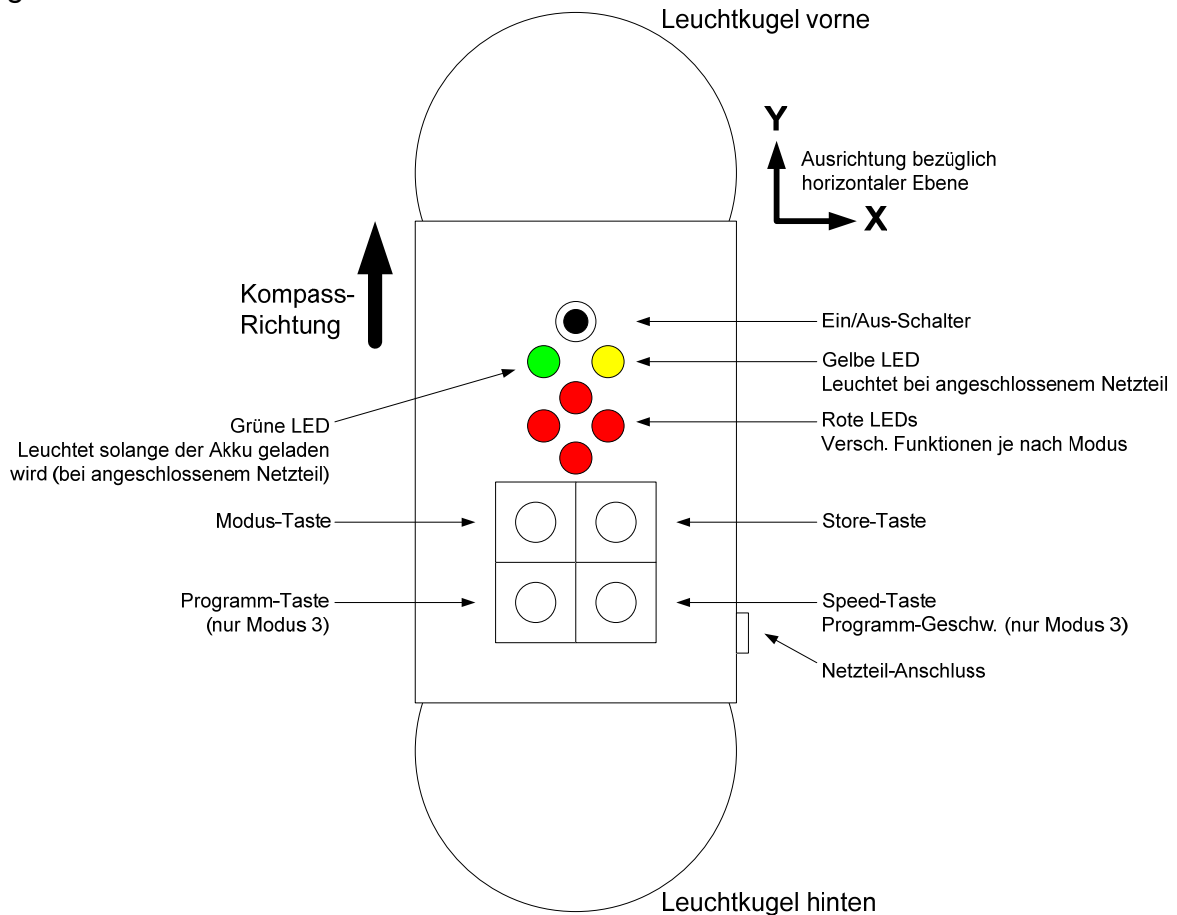 g
Leuchtkugel vorne
Y
Ausrichtung bezüglich
horizontaler Ebene
X
Kompass-
Richtung
Ein/Aus-Schalter
Gelbe LED
Leuchtet bei angeschlossenem Netzteil
Grüne LED
Leuchtet solange der Akku geladen
wird (bei angeschlossenem Netzteil)
Rote LEDs
Versch. Funktionen je nach Modus
Modus-Taste
Store-Taste
Programm-Taste
(nur Modus 3)
Speed-Taste
Programm-Geschw. (nur Modus 3)
Netzteil-Anschluss
Leuchtkugel hinten